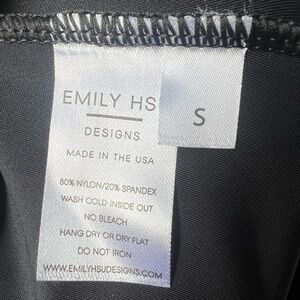 EMILY HS
S
DESIGNS
MADE IN THE USA
80% NYLON/20% SPANDEX
WASH COLD INSIDE OUT
NO BLEACH
HANG DRY OR DRY FLAT
DO NOT IRON
WWW.EMILYHSUDESIGNS.COM